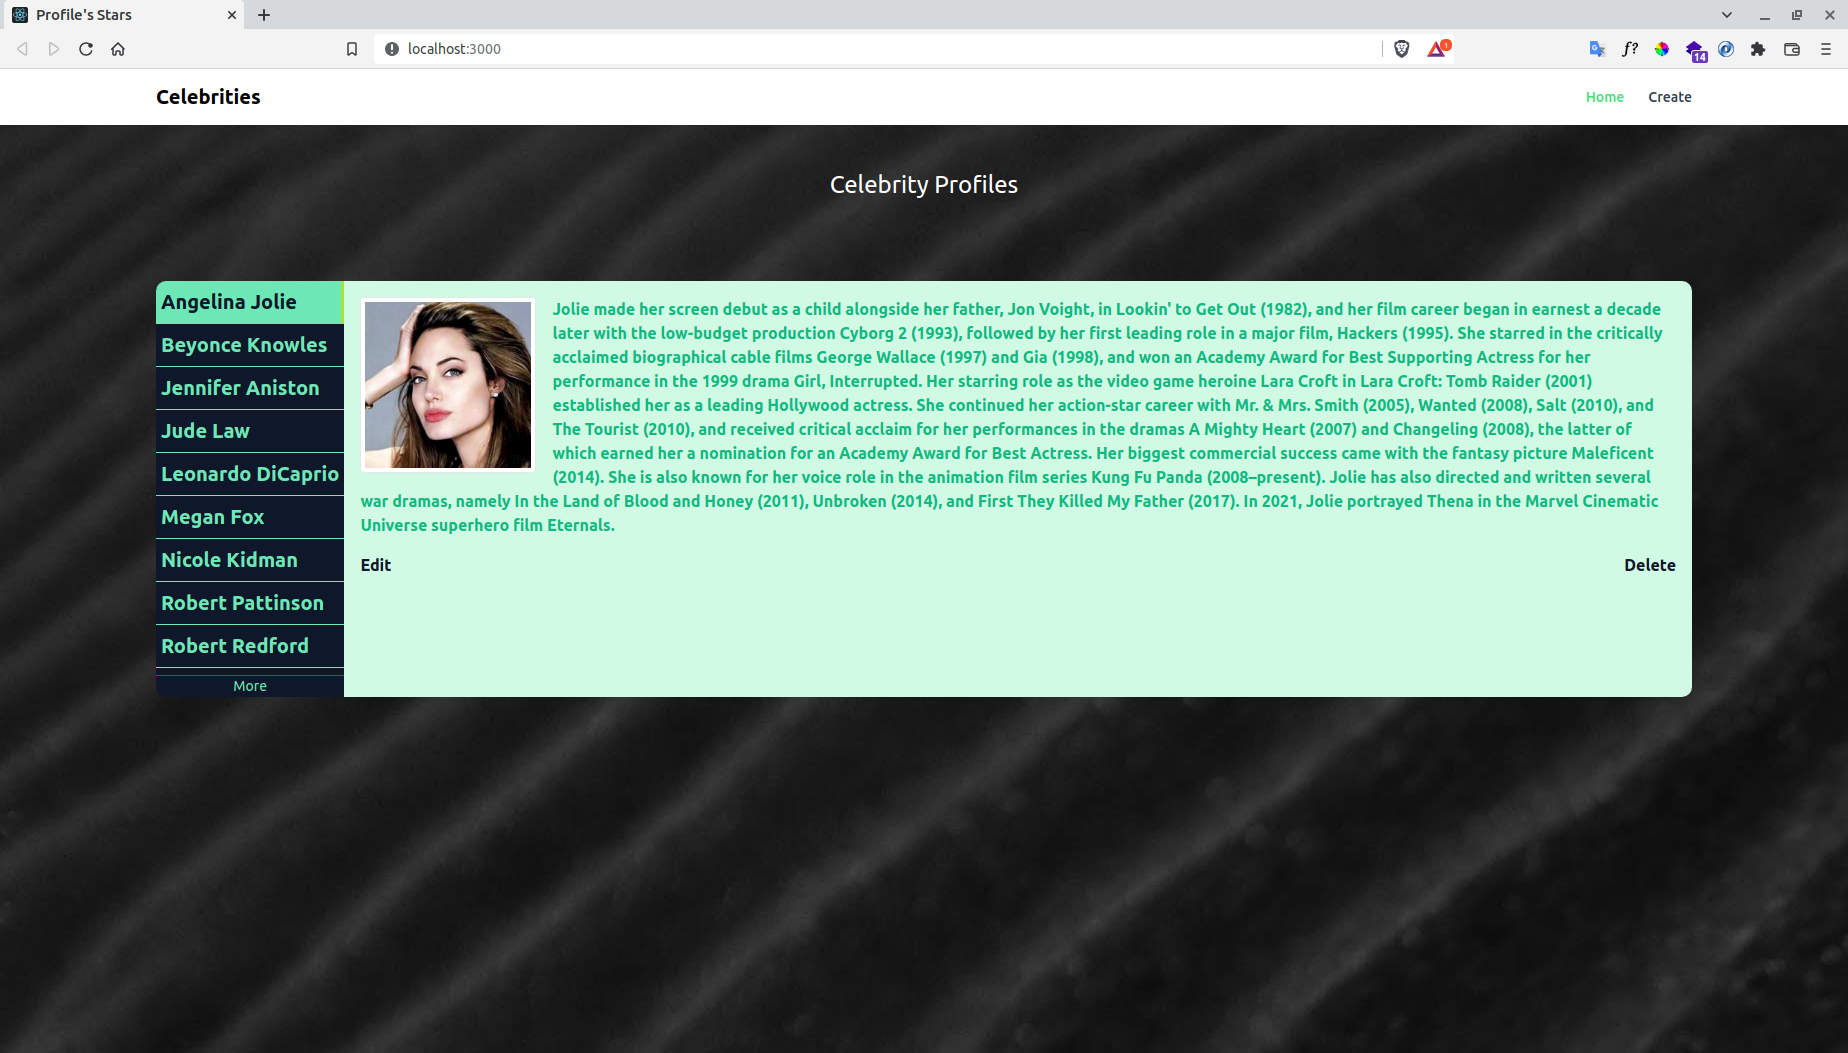 Profile's Stars
localhost:3000
1
f?
14
Celebrities
Home
Create
Celebrity Profiles
Angelina Jolie
Beyonce Knowles
Jennifer Aniston
Jude Law
Leonardo DiCaprio
Megan Fox
Nicole Kidman
Robert Pattinson
Robert Redford
More
Jolie made her screen debut as a child alongside her father, Jon Voight, in Lookin' to Get Out (1982), and her film career began in earnest a decade
later with the low-budget production Cyborg 2 (1993), followed by her first leading role in a major film, Hackers (1995). She starred in the critically
acclaimed biographical cable films George Wallace (1997) and Gia (1998), and won an Academy Award for Best Supporting Actress for her
performance in the 1999 drama Girl, Interrupted. Her starring role as the video game heroine Lara Croft in Lara Croft: Tomb Raider (2001)
established her as a leading Hollywood actress. She continued her action-star career with Mr. & Mrs. Smith (2005), Wanted (2008), Salt (2010), and
The Tourist (2010), and received critical acclaim for her performances in the dramas A Mighty Heart (2007) and Changeling (2008), the latter of
which earned her a nomination for an Academy Award for Best Actress. Her biggest commercial success came with the fantasy picture Maleficent
(2014). She is also known for her voice role in the animation film series Kung Fu Panda (2008–present). Jolie has also directed and written several
war dramas, namely In the Land of Blood and Honey (2011), Unbroken (2014), and First They Killed My Father (2017). In 2021, Jolie portrayed Thena in the Marvel Cinematic
Universe superhero film Eternals.
Edit
Delete